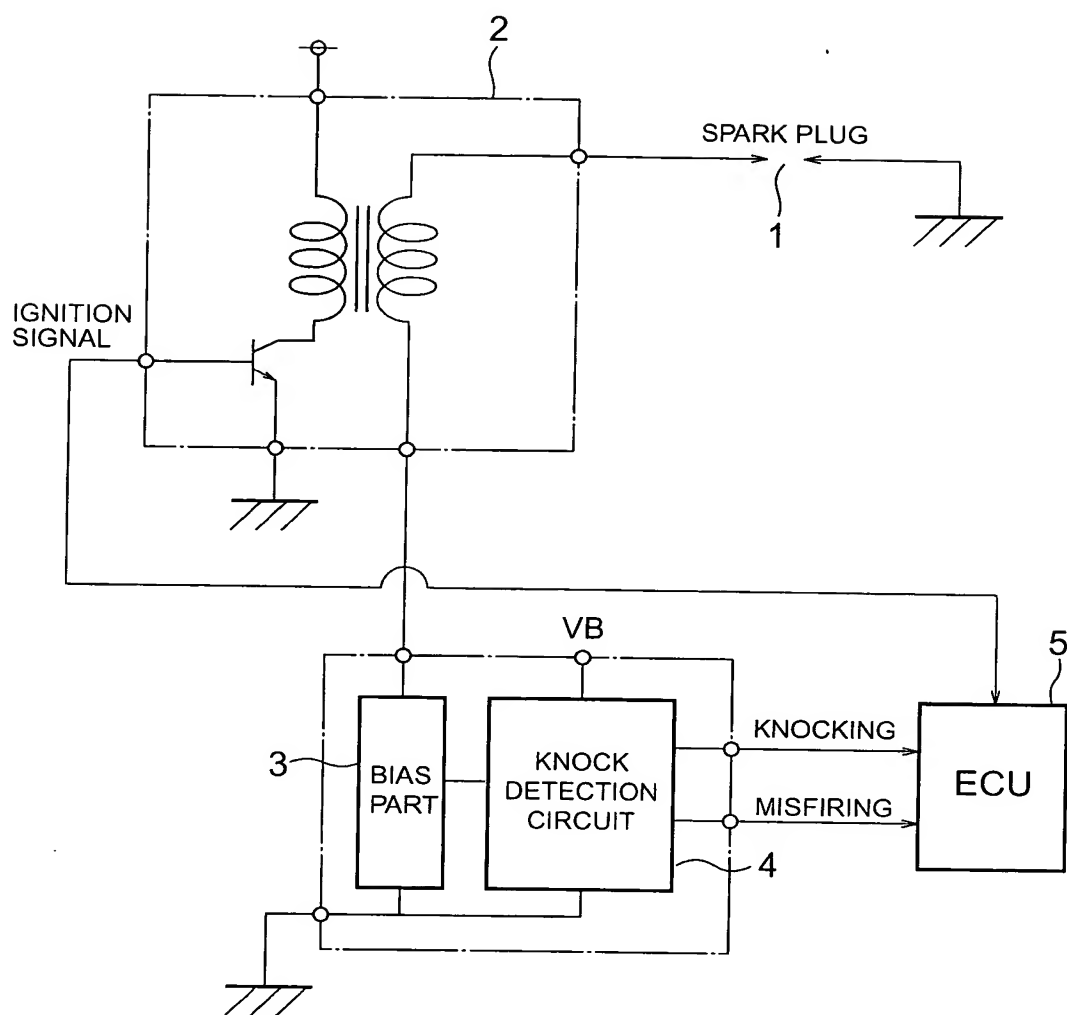 2
SPARK PLUG
1
IGNITION
SIGNAL
VB
5
KNOCKING
3
BIAS
PART
KNOCK
DETECTION
CIRCUIT
ECU
MISFIRING
4